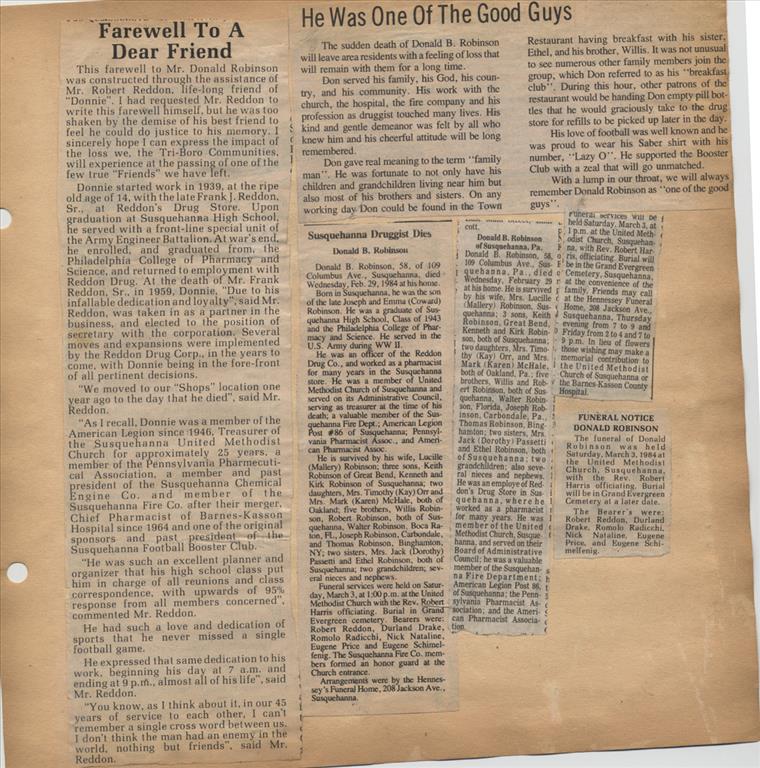 Farewell To A
Dear Friend
This farewell to Mr. Donald Robinson
was constructed through the assistance of
Mr. Robert Reddon, life-long friend of
"Donnie". I had requested Mr. Reddon to
write this farewell himself, but he was too
shaken by the demise of his best friend to
feel he could do justice to his memory. I
sincerely hope I can express the impact of
the loss we, the Tri-Boro Communities,
will experience at the passing of one of the
few true "Friends" we have left.
Donnie started work in 1939, at the ripe
old age of 14, with the late Frank J. Reddon,
Sr., at Reddon's Drug Store. Upon
graduation at Susquehanna High School,
he served with a front-line special unit of
the Army Engineer Battalion. At war's end,
he enrolled, and graduated from, the
Philadelphia College of Pharmacy and
Science, and returned to employment with
Reddon Drug. At the death of Mr. Frank
Reddon, Sr., in 1959, Donnie, "Due to his
infallable dedication and loyalty", said Mr.
Reddon, was taken in as a partner in the
business, and elected to the position of
secretary with the corporation. Several
moves and expansions were implemented
by the Reddon Drug Corp., in the years to
come, with Donnie being in the fore-front
of all pertinent decisions.
"We moved to our "Shops" location one
year ago to the day that he died", said Mr.
Reddon.
"As I recall, Donnie was a member of the
American Legion since 1946, Treasurer of
the Susquehanna United Methodist
Church for approximately 25 years, a
member of the Pennsylvania Pharmecuti-
cal Association, a member and past
president of the Susquehanna Chemical
Engine Co. and member of the
Susquehanna Fire Co. after their merger,
Chief Pharmacist of Barnes-Kasson
Hospital since 1964 and one of the original
sponsors and past president of the
Susquehanna Football Booster Club.
"He was such an excellent planner and
organizer that his high school class put
him in charge of all reunions and class
correspondence, with upwards of 95%
response from all members concerned",
commented Mr. Reddon.
He had such a love and dedication of
sports that he never missed a single
football game.
He expressed that same dedication to his
work, beginning his day at 7 a.m. and
ending at 9 p.m., almost all of his life", said
Mr. Reddon.
"You know, as I think about it, in our 45
years of service to each other, I can't
remember a single cross word between us.
I don't think the man had an enemy in the
world, nothing but friends", said Mr.
Reddon.
He Was One Of The Good Guys
The sudden death of Donald B. Robinson
will leave area residents with a feeling of loss that
will remain with them for a long time.
Don served his family, his God, his coun-
try, and his community. His work with the
church, the hospital, the fire company and his
profession as druggist touched many lives. His
kind and gentle demeanor was felt by all who
knew him and his cheerful attitude will be long
remembered.
Don gave real meaning to the term "family
man". He was fortunate to not only have his
children and grandchildren living near him but
also most of his brothers and sisters. On any
working day Don could be found in the Town
Restaurant having breakfast with his sister,
Ethel, and his brother, Willis. It was not unusual
to see numerous other family members join the
group, which Don referred to as his "breakfast
club". During this hour, other patrons of the
restaurant would be handing Don empty pill bot-
tles that he would graciously take to the drug
store for refills to be picked up later in the day.
His love of football was well known and he
was proud to wear his Saber shirt with his
number, "Lazy O". He supported the Booster
Club with a zeal that will go unmatched.
With a lump in our throat, we will always
remember Donald Robinson as "one of the good
guys".
Susquehanna Druggist Dies
Donald B. Robinson
Donald B. Robinson, 58, of 109
Columbus Ave., Susquehanna, died
Wednesday, Feb. 29, 1984 at his home.
Born in Susquehanna, he was the son
of the late Joseph and Emma (Coward)
Robinson. He was a graduate of Sus-
quehanna High School, Class of 1943
and the Philadelphia College of Phar-
macy and Science. He served in the
U.S. Army during WW II.
He was an officer of the Reddon
Drug Co., and worked as a pharmacist
for many years in the Susquehanna
store. He was a member of United
Methodist Church of Susquehanna and
served on its Administrative Council,
serving as treasurer at the time of his
death; a valuable member of the Sus-
quehanna Fire Dept.; American Legion
Post #86 of Susquehanna; Pennsyl-
vania Pharmacist Assoc., and Ameri-
can Pharmacist Assoc.
He is survived by his wife, Lucille
(Mallery) Robinson; three sons, Keith
Robinson of Great Bend, Kenneth and
Kirk Robinson of Susquehanna; two
daughters, Mrs. Timothy (Kay) Orr and
Mrs. Mark (Karen) McHale, both of
Oakland; five brothers, Willis Robin-
son, Robert Robinson, both of Sus-
quehanna, Walter Robinson, Boca Ra-
ton, FL, Joseph Robinson, Carbondale,
and Thomas Robinson, Binghamton,
NY; two sisters, Mrs. Jack (Dorothy)
Passetti and Ethel Robinson, both of
Susquehanna; two grandchildren; sev-
eral nieces and nephews.
Funeral services were held on Satur-
day, March 3, at 1:00 p.m. at the United
Methodist Church with the Rev. Robert
Harris officiating. Burial in Grand
Evergreen cemetery. Bearers were:
Robert Reddon, Durland Drake,
Romolo Radicchi, Nick Nataline,
Eugene Price and Eugene Schimel-
fenig. The Susquehanna Fire Co. mem-
bers formed an honor guard at the
Church entrance.
Arrangements were by the Hennes-
sey's Funeral Home, 208 Jackson Ave.,
Susquehanna.
cott.
Donald B. Robinson
of Susquehanna, Pa.
Donald B. Robinson, 58,
109 Columbus Ave., Sus-
quehanna, Pa., died
Wednesday, February 29
at his home. He is survived
by his wife, Mrs. Lucille
(Mallery) Robinson, Sus-
quehanna; 3 sons, Keith
Robinson, Great Bend,
Kenneth and Kirk Robin-
son, both of Susquehanna;
two daughters, Mrs. Timo-
thy (Kay) Orr, and Mrs.
Mark (Karen) McHale,
both of Oakland, Pa.; five
brothers, Willis and Rob-
ert Robinson, both of Sus-
quehanna, Walter Robin-
son, Florida, Joseph Rob-
inson, Carbondale, Pa.,
Thomas Robinson, Bing-
hamton; two sisters, Mrs.
Jack (Dorothy) Passetti
and Ethel Robinson, both
of Susquehanna; two
grandchildren; also seve-
ral nieces and nephews.
He was an employe of Red-
don's Drug Store in Sus-
quehanna, where he
worked as a pharmacist
for many years. He was
member of the United
Methodist Church, Susque-
hanna, and served on their
Board of Administrative
Council; he was a valuable
member of the Susquehan-
na Fire Department;
American Legion Post 86,
of Susquehanna; the Penn-
sylvania Pharmacist As-
sociation; and the Ameri-
can Pharmacist Associa-
tion.
Funeral services will be
held Saturday, March 3, at
1 p.m. at the United Meth-
odist Church, Susquehan-
na, with Rev. Robert Har-
ris, officiating. Burial will
be in the Grand Evergreen
Cemetery, Susquehanna,
at the convenience of the
family. Friends may call
at the Hennessey Funeral
Home, 208 Jackson Ave.,
Susquehanna, Thursday
evening from 7 to 9 and
Friday from 2 to 4 and 7 to
9 p.m. In lieu of flowers
those wishing may make a
memorial contribution to
the United Methodist
Church of Susquehanna or
the Barnes-Kasson County
Hospital.
FUNERAL NOTICE
DONALD ROBINSON
The funeral of Donald
Robinson was held
Saturday, March 3, 1984 at
the United Methodist
Church, Susquehanna,
with the Rev. Robert
Harris officiating. Burial
will be in Grand Evergreen
Cemetery at a later date.
The Bearer's were:
Robert Reddon, Durland
Drake, Romolo Radicchi,
Nick Nataline, Eugene
Price, and Eugene Schi-
melfenig.